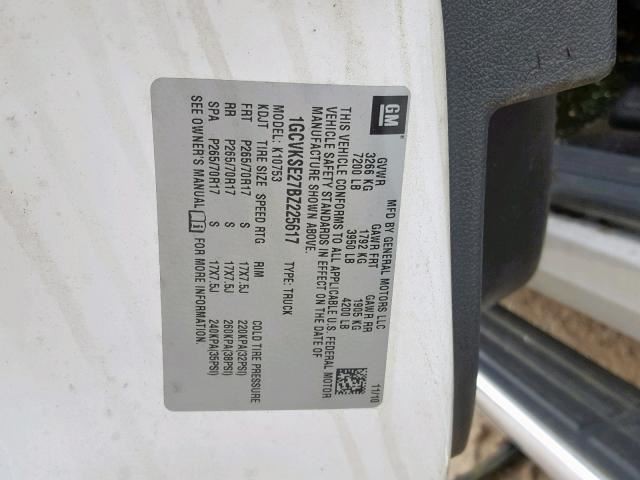 GM
MFD BY GENERAL MOTORS LLC 11/10
GVWR GAWR FRT GAWR RR
3266 KG 1792 KG 1905 KG
7200 LB 3950 LB 4200 LB
THIS VEHICLE CONFORMS TO ALL APPLICABLE U.S. FEDERAL MOTOR
VEHICLE SAFETY STANDARDS IN EFFECT ON THE DATE OF
MANUFACTURE SHOWN ABOVE.
1GCVKSE27BZ225617 TYPE: TRUCK
MODEL: K10753
KDJT TIRE SIZE SPEED RTG RIM COLD TIRE PRESSURE
FRT P265/70R17 S 17X7.5J 220KPA(32PSI)
RR P265/70R17 S 17X7.5J 260KPA(38PSI)
SPA P265/70R17 S 17X7.5J 240KPA(35PSI)
SEE OWNER'S MANUAL FOR MORE INFORMATION.